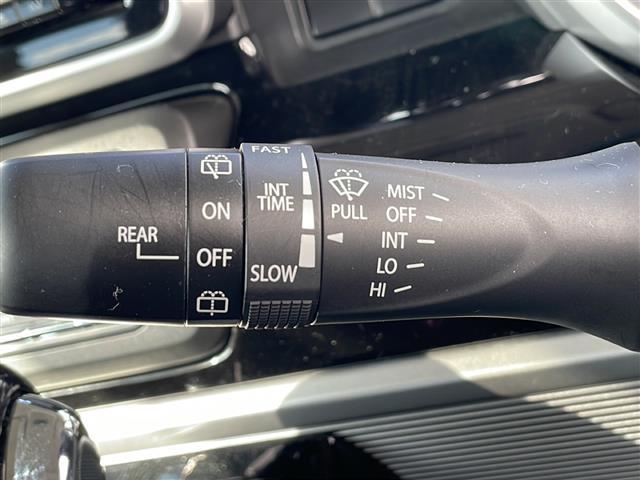 REAR
ON
OFF
FAST
INT
TIME
SLOW
PULL
MIST
OFF
INT
LO
HI